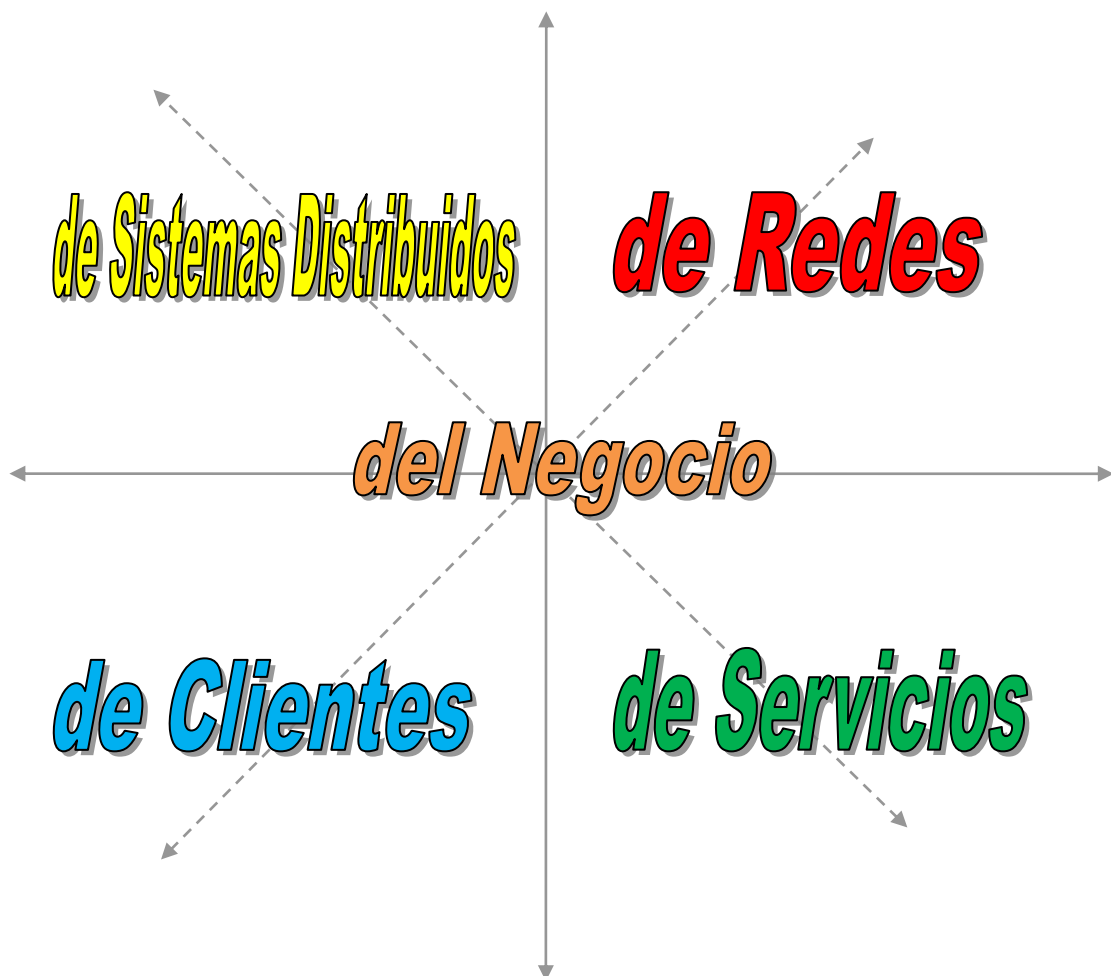 de Sistemas Distribuidos
de Redes
del Negocio
de Clientes
de Servicios